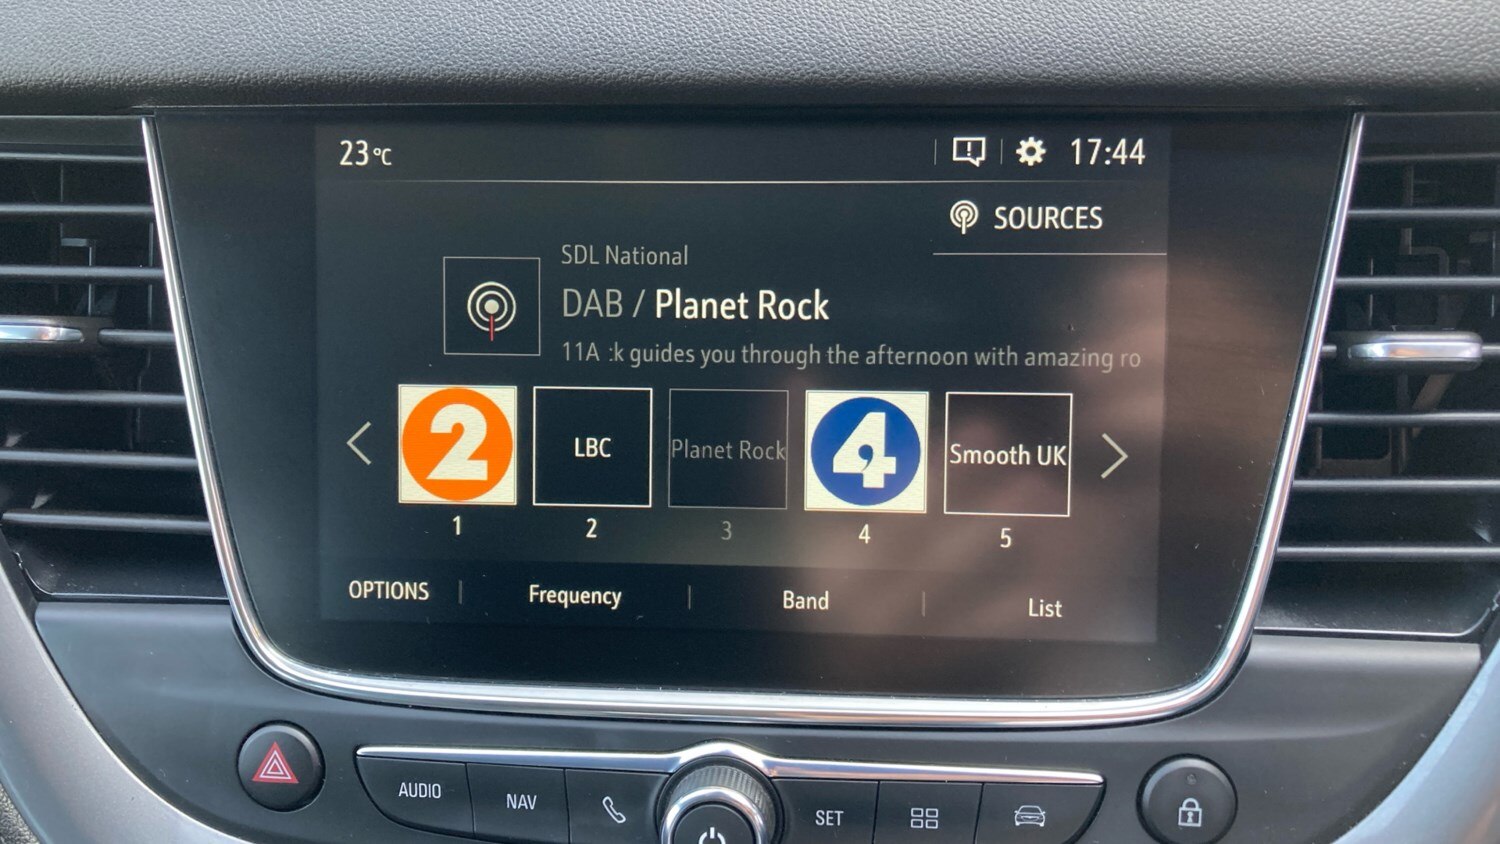 23°C
17:44
SOURCES
SDL National
DAB / Planet Rock
11A :k guides you through the afternoon with amazing ro
2 LBC Planet Rock 4 Smooth UK
1 2 3 4 5
OPTIONS Frequency Band List
AUDIO NAV SET